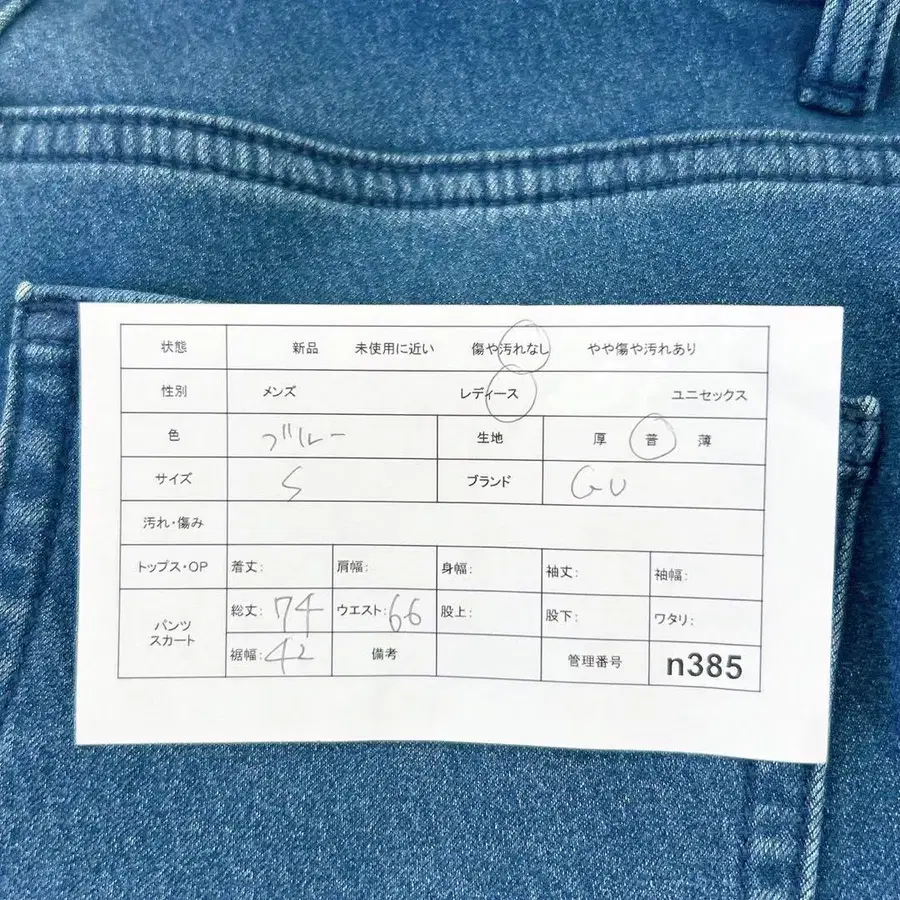 状態 新品 未使用に近い 傷や汚れなし やや傷や汚れあり
性別 メンズ レディース ユニセックス
色 ブルー 生地 厚 普 薄
サイズ S ブランド GU
汚れ・傷み
トップス・OP 着丈: 肩幅: 身幅: 袖丈: 袖幅:
パンツ
スカート
総丈: 74 ウエスト: 66 股上: 股下: ワタリ:
裾幅: 42 備考 管理番号 n385